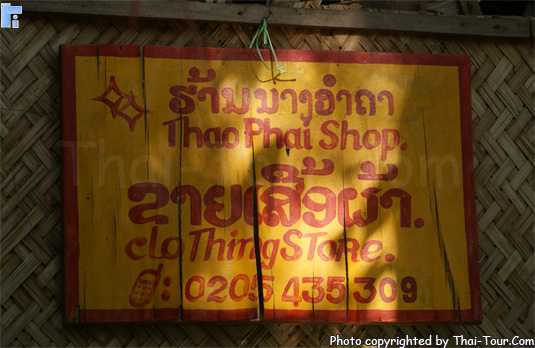 ຮ້ານນາງອຳຖາ
Thao Phai Shop.
ຂາຍເສື້ອຜ້າ.
cloThingSTore.
: 0205 435 309
Photo copyrighted by Thai-Tour.Com